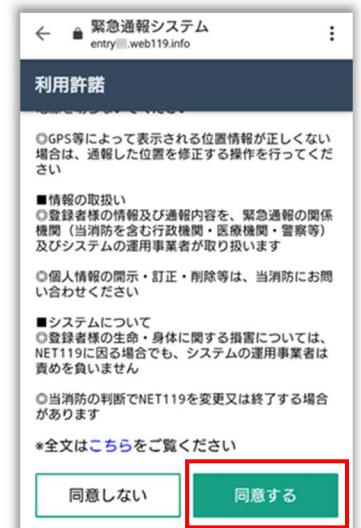 緊急通報システム
entry .web119.info
利用許諾
◎GPS等によって表示される位置情報が正しくない
場合は、通報した位置を修正する操作を行ってくだ
さい
■情報の取扱い
◎登録者様の情報及び通報内容を、緊急通報の関係
機関（当消防を含む行政機関・医療機関・警察等）
及びシステムの運用事業者が取り扱います
◎個人情報の開示・訂正・削除等は、当消防にお問
い合わせください
■システムについて
◎登録者様の生命・身体に関する損害については、
NET119に因る場合でも、システムの運用事業者は
責めを負いません
◎当消防の判断でNET119を変更又は終了する場合
があります
※全文はこちらをご覧ください
同意しない
同意する